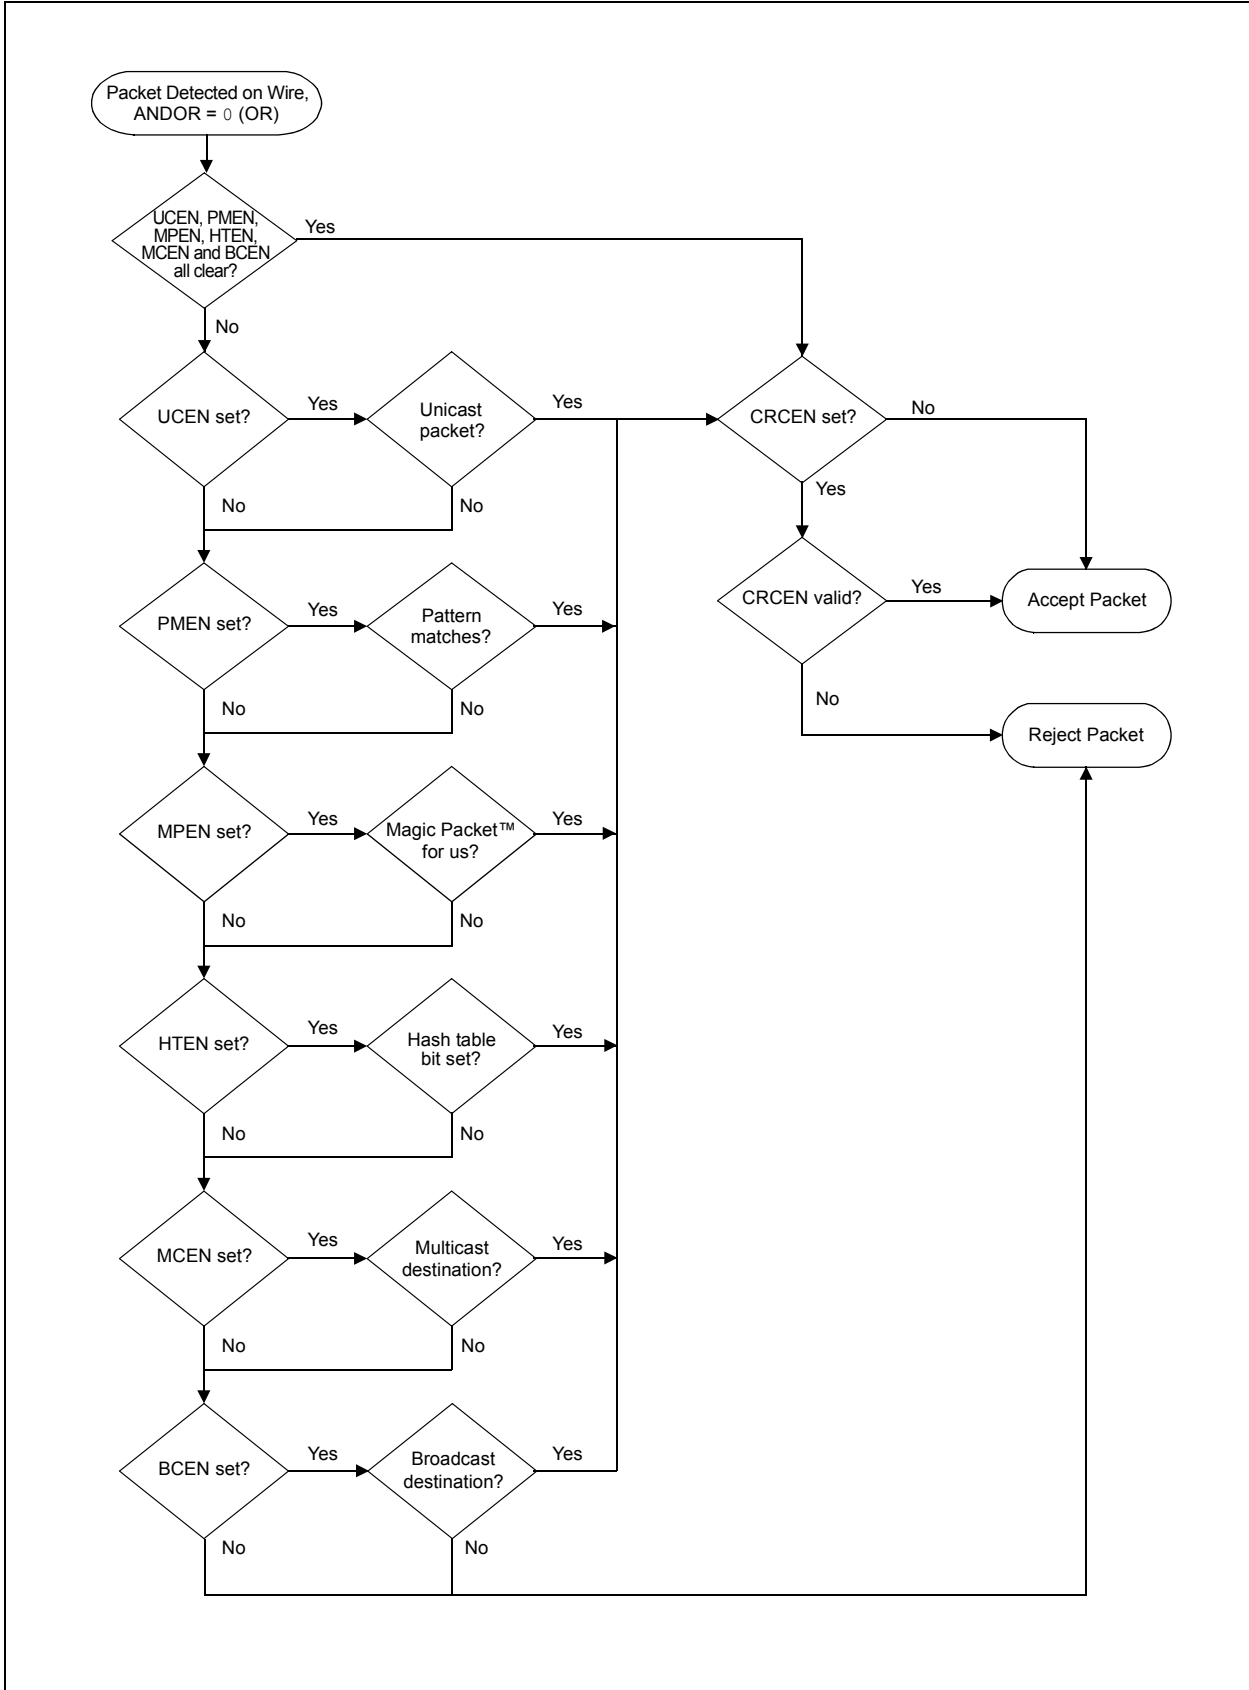 Packet Detected on Wire,
ANDOR = 0 (OR)
UCEN, PMEN,
MPEN, HTEN,
MCEN and BCEN
all clear?
Yes
No
UCEN set?
Yes
Unicast
packet?
Yes
CRCEN set?
No
No
No
Yes
PMEN set?
Yes
Pattern
matches?
Yes
CRCEN valid?
Yes
Accept Packet
No
No
No
Reject Packet
MPEN set?
Yes
Magic Packet™
for us?
Yes
No
No
HTEN set?
Yes
Hash table
bit set?
Yes
No
No
MCEN set?
Yes
Multicast
destination?
Yes
No
No
BCEN set?
Yes
Broadcast
destination?
Yes
No
No